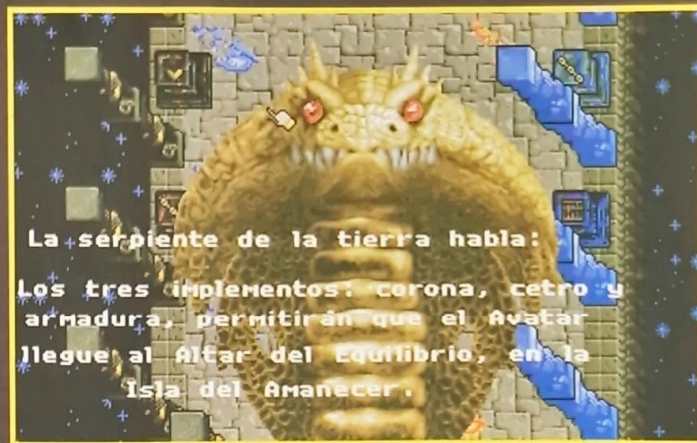 La serpiente de la tierra habla:
Los tres implementos: corona, cetro y
armadura, permitirán que el Avatar
llegue al Altar del Equilibrio, en la
Isla del Amanecer.